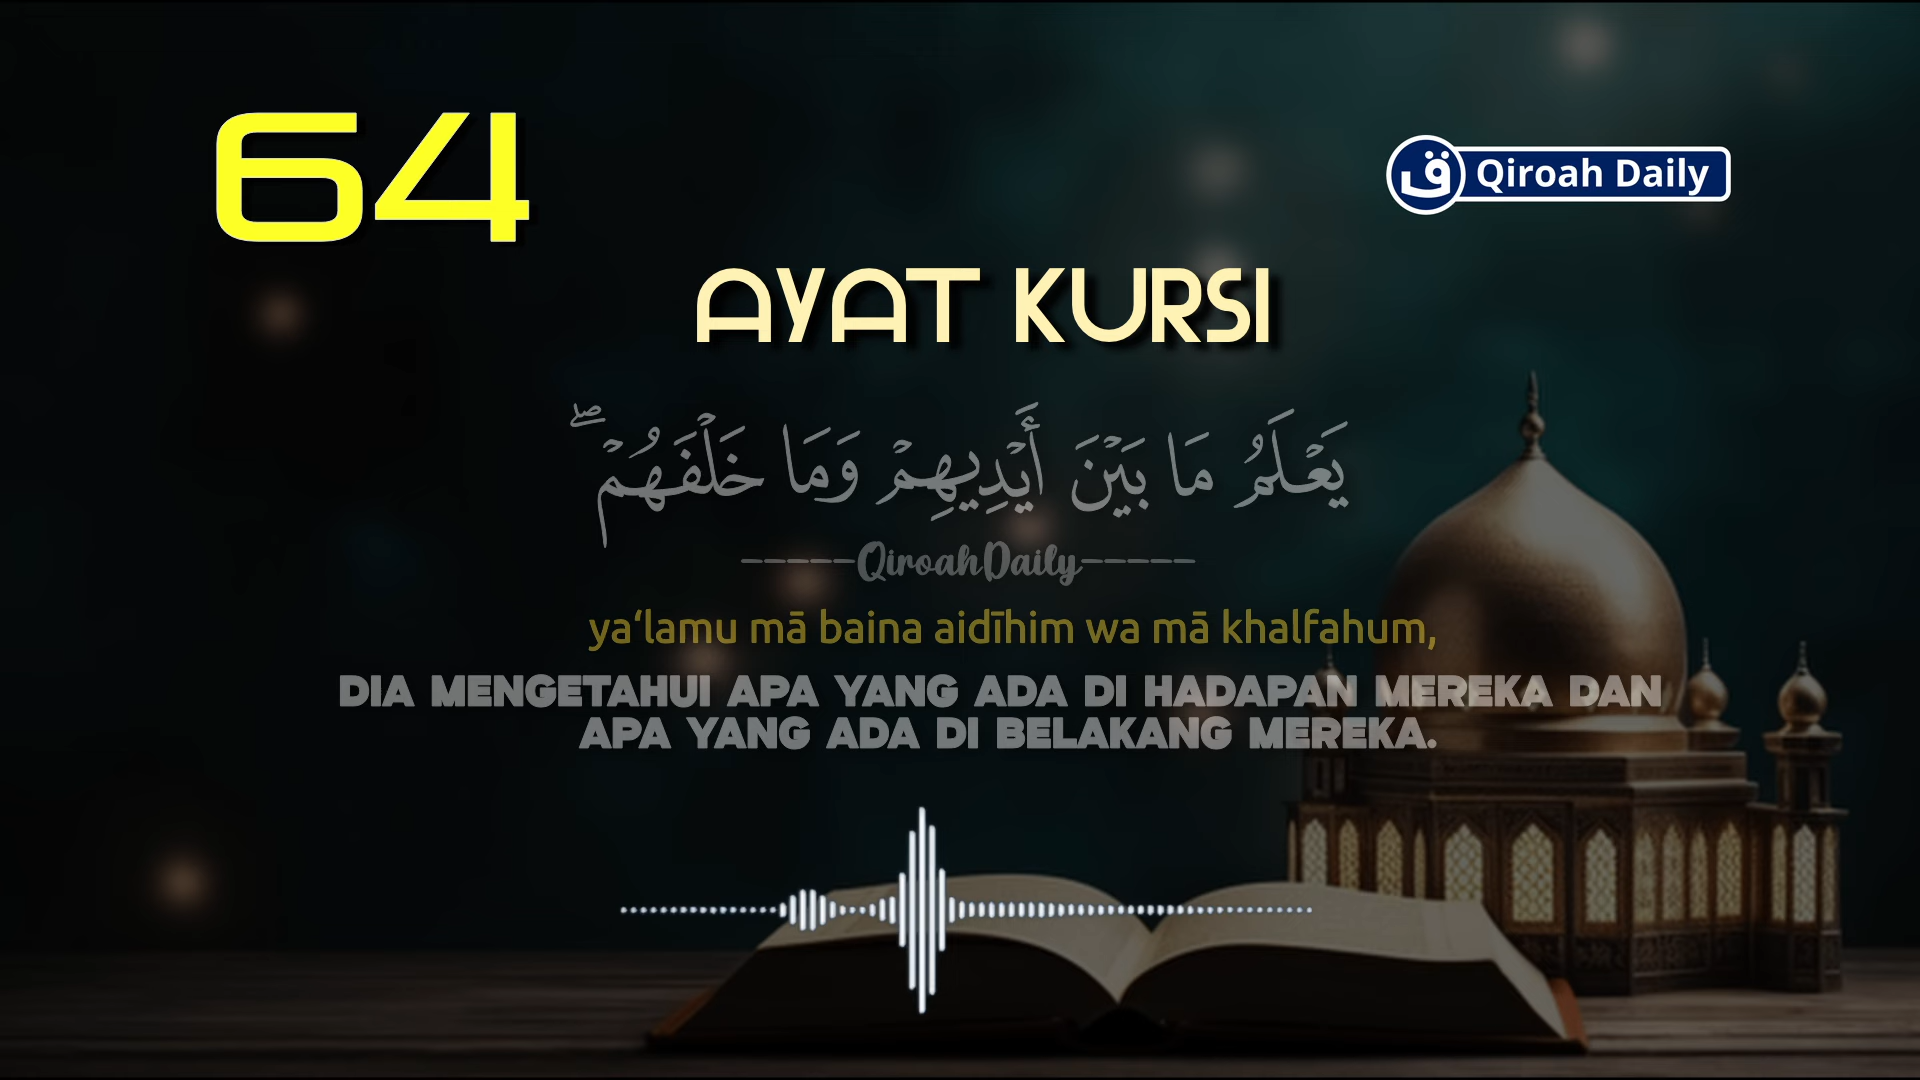 64
ق Qiroah Daily
AYAT KURSI
يَعْلَمُ مَا بَيْنَ أَيْدِيهِمْ وَمَا خَلْفَهُمْ ۖ
-----QiroahDaily-----
ya‘lamu mā baina aidīhim wa mā khalfahum,
DIA MENGETAHUI APA YANG ADA DI HADAPAN MEREKA DAN
APA YANG ADA DI BELAKANG MEREKA.